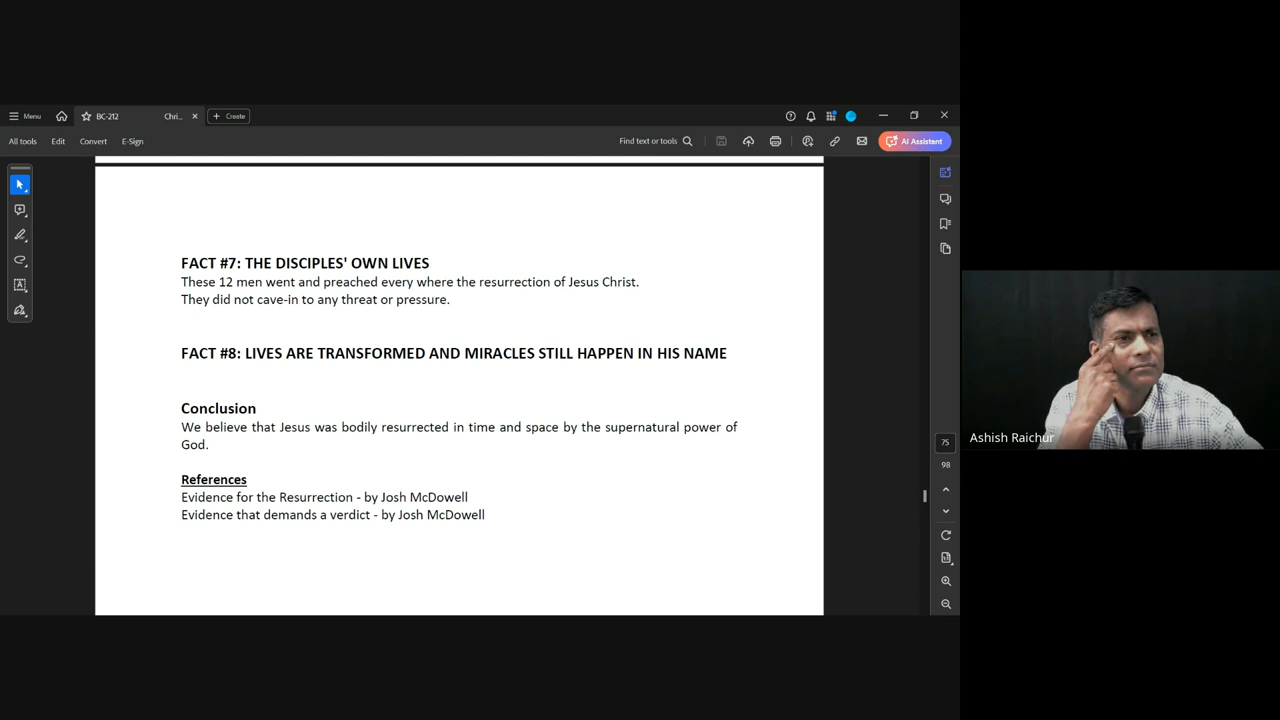 Menu
BC-212 Chri...
Create
All tools
Edit
Convert
E-Sign
Find text or tools
AI Assistant
FACT #7: THE DISCIPLES' OWN LIVES
These 12 men went and preached every where the resurrection of Jesus Christ.
They did not cave-in to any threat or pressure.
FACT #8: LIVES ARE TRANSFORMED AND MIRACLES STILL HAPPEN IN HIS NAME
Conclusion
We believe that Jesus was bodily resurrected in time and space by the supernatural power of
God.
References
Evidence for the Resurrection - by Josh McDowell
Evidence that demands a verdict - by Josh McDowell
75
98
Ashish Raichur